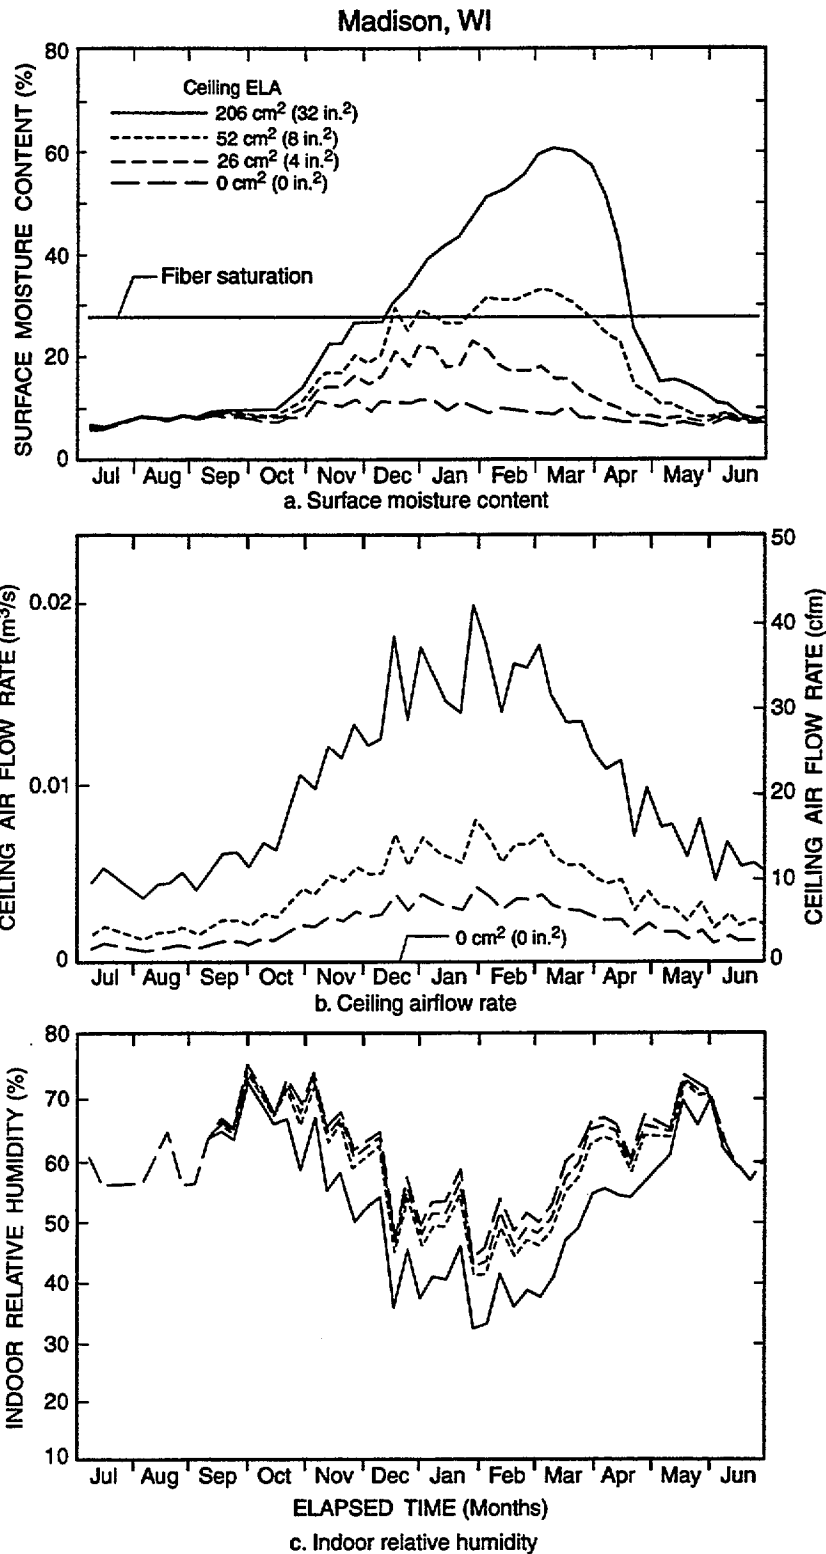 Madison, WI
SURFACE MOISTURE CONTENT (%)
80
60
40
20
0
Ceiling ELA
206 cm² (32 in.²)
52 cm² (8 in.²)
26 cm² (4 in.²)
0 cm² (0 in.²)
Fiber saturation
Jul Aug Sep Oct Nov Dec Jan Feb Mar Apr May Jun
a. Surface moisture content
CEILING AIR FLOW RATE (m³/s)
0.02
0.01
0
50
40
30
20
10
0
CEILING AIR FLOW RATE (cfm)
0 cm² (0 in.²)
Jul Aug Sep Oct Nov Dec Jan Feb Mar Apr May Jun
b. Ceiling airflow rate
INDOOR RELATIVE HUMIDITY (%)
80
70
60
50
40
30
20
10
Jul Aug Sep Oct Nov Dec Jan Feb Mar Apr May Jun
ELAPSED TIME (Months)
c. Indoor relative humidity